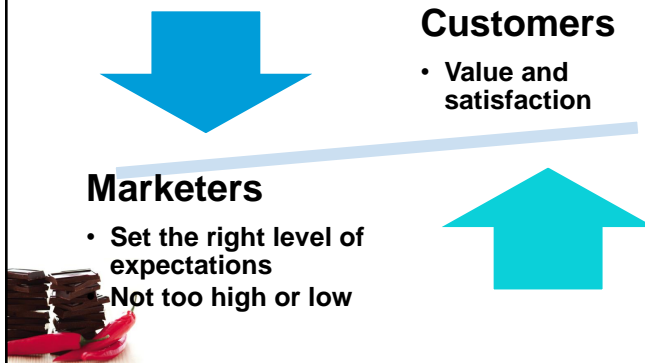 Customers
• Value and
satisfaction
Marketers
• Set the right level of
expectations
Not too high or low